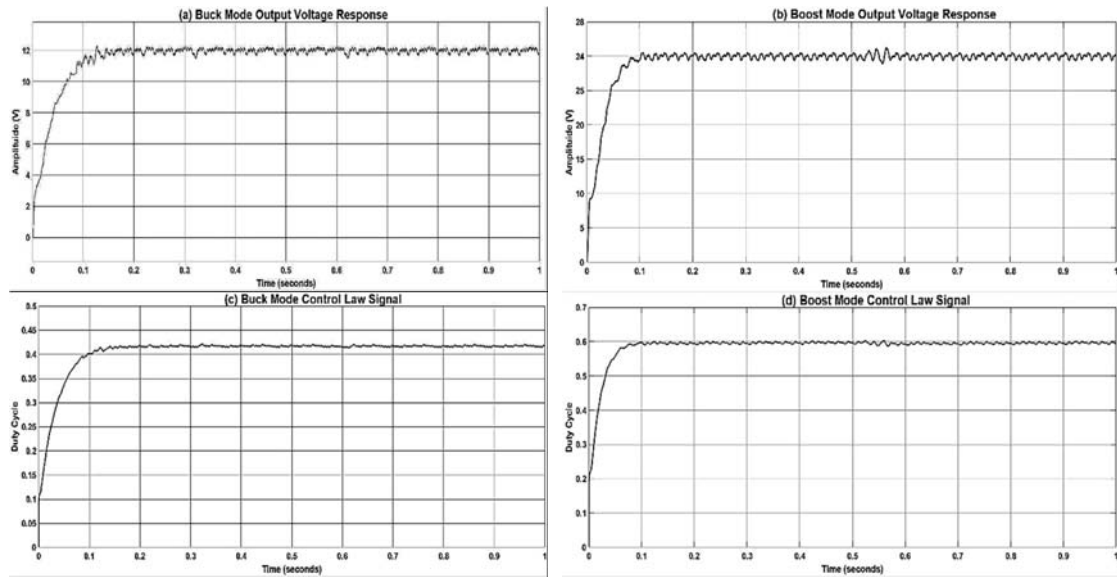 (a) Buck Mode Output Voltage Response
12
10
8
6
4
2
0
Amplituide (V)
0 0.1 0.2 0.3 0.4 0.5 0.6 0.7 0.8 0.9 1
Time (seconds)
(b) Boost Mode Output Voltage Response
28
24
25
20
15
10
5
0
Amplituide (V)
0 0.1 0.2 0.3 0.4 0.5 0.6 0.7 0.8 0.9 1
Time (seconds)
(c) Buck Mode Control Law Signal
0.5
0.45
0.4
0.35
0.3
0.25
0.2
0.15
0.1
0.05
0
Duty Cycle
0 0.1 0.2 0.3 0.4 0.5 0.6 0.7 0.8 0.9 1
Time (seconds)
(d) Boost Mode Control Law Signal
0.7
0.6
0.5
0.4
0.3
0.2
0.1
0
Duty Cycle
0 0.1 0.2 0.3 0.4 0.5 0.6 0.7 0.8 0.9 1
Time (seconds)